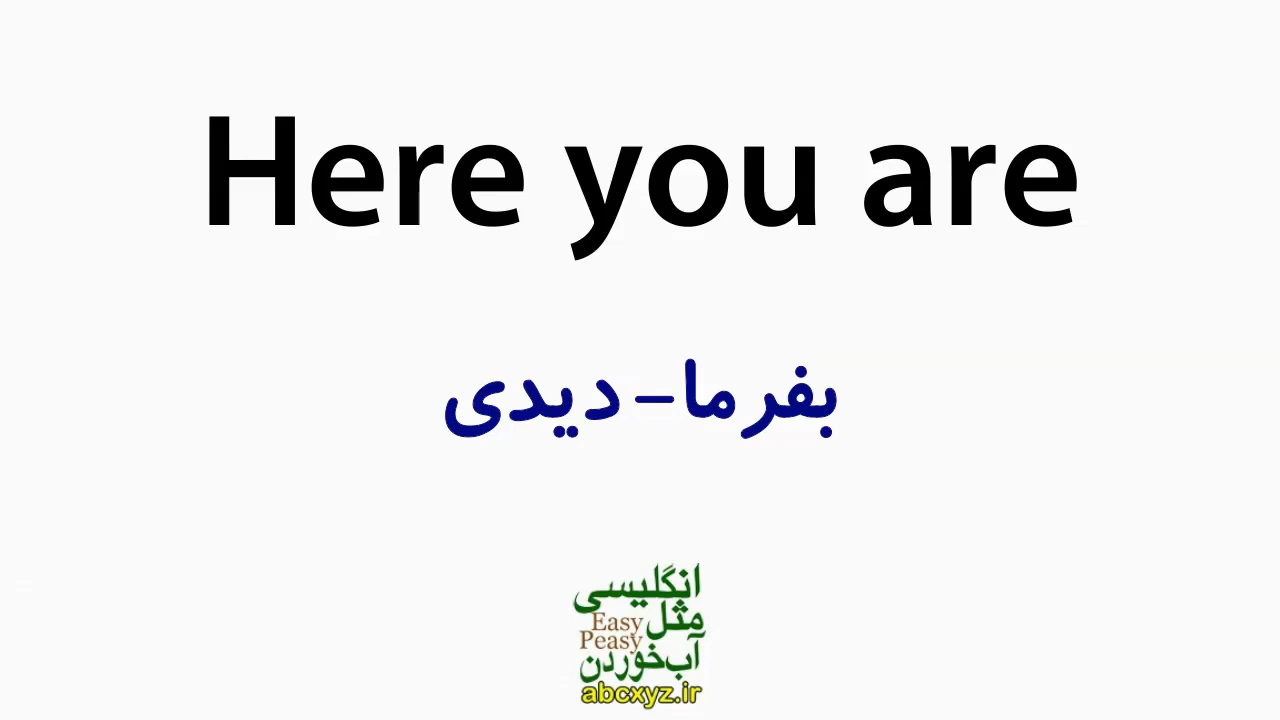 Here you are
بفرما-دیدی
انگلیسی
مثل
Easy
Peasy
آب‌خوردن
abcxyz.ir